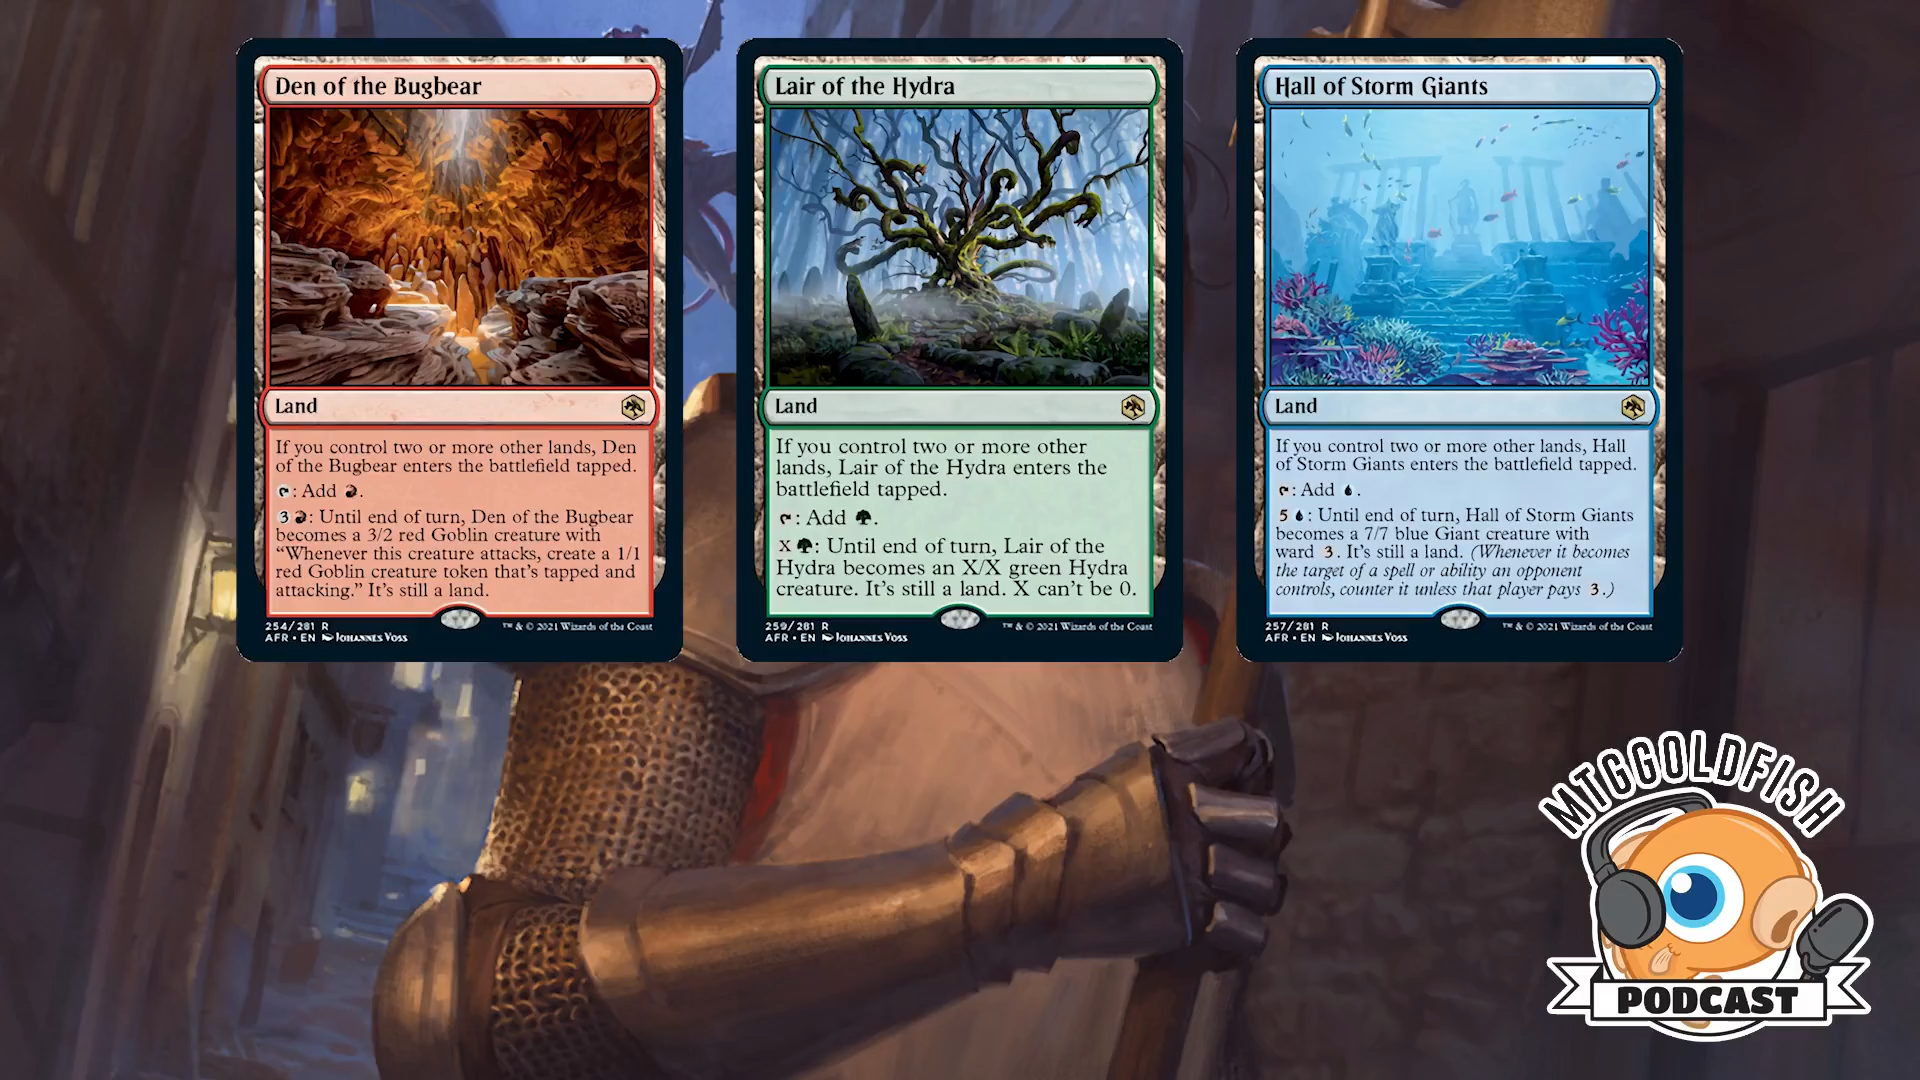 Den of the Bugbear
Land
If you control two or more other lands, Den
of the Bugbear enters the battlefield tapped.
: Add .
3 : Until end of turn, Den of the Bugbear
becomes a 3/2 red Goblin creature with
“Whenever this creature attacks, create a 1/1
red Goblin creature token that’s tapped and
attacking.” It’s still a land.
254/281 R
AFR • EN Johannes Voss
™ & © 2021 Wizards of the Coast
Lair of the Hydra
Land
If you control two or more other
lands, Lair of the Hydra enters the
battlefield tapped.
: Add .
X : Until end of turn, Lair of the
Hydra becomes an X/X green Hydra
creature. It’s still a land. X can’t be 0.
259/281 R
AFR • EN Johannes Voss
™ & © 2021 Wizards of the Coast
Hall of Storm Giants
Land
If you control two or more other lands, Hall
of Storm Giants enters the battlefield tapped.
: Add .
5 : Until end of turn, Hall of Storm Giants
becomes a 7/7 blue Giant creature with
ward 3. It’s still a land. (Whenever it becomes
the target of a spell or ability an opponent
controls, counter it unless that player pays 3.)
257/281 R
AFR • EN Johannes Voss
™ & © 2021 Wizards of the Coast
MTGGOLDFISH
PODCAST